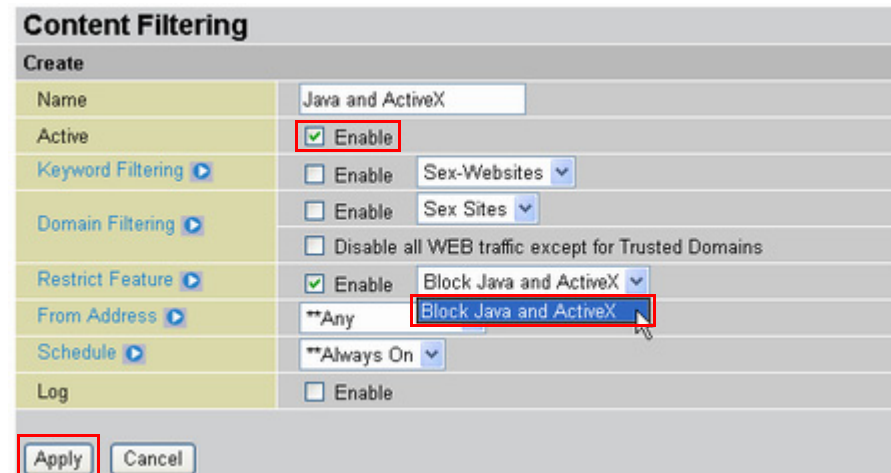 Content Filtering
Create
Name Java and ActiveX
Active Enable
Keyword Filtering Enable Sex-Websites
Domain Filtering Enable Sex Sites
Disable all WEB traffic except for Trusted Domains
Restrict Feature Enable Block Java and ActiveX
From Address **Any Block Java and ActiveX
Schedule **Always On
Log Enable
Apply Cancel